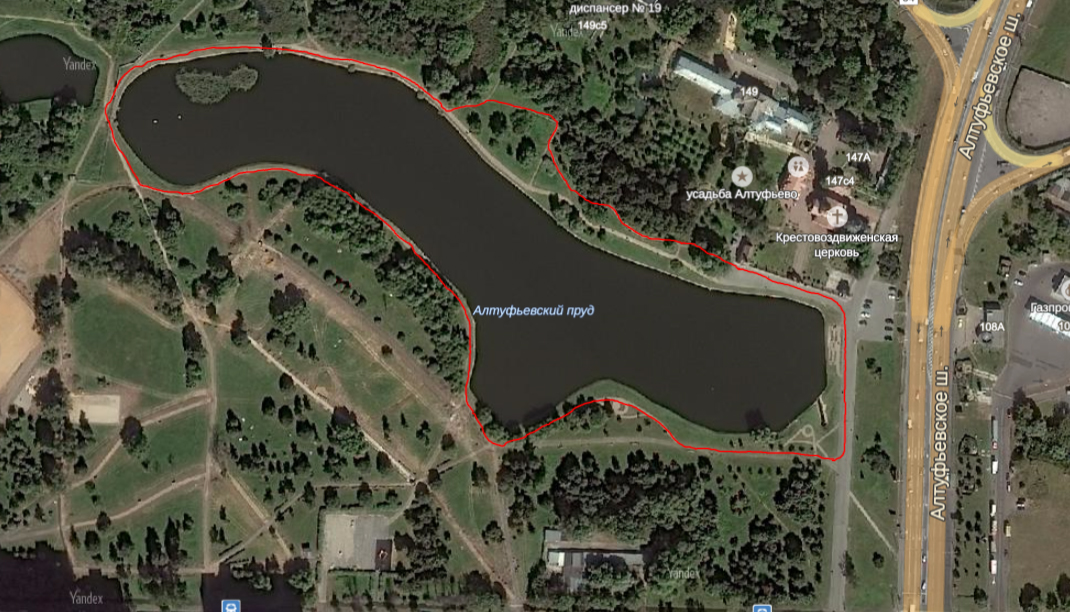 диспансер № 19
149с5
Yandex
Yandex
149
Алтуфьевское ш.
147А
147с4
усадьба Алтуфьево
Крестовоздвиженская
церковь
Алтуфьевский пруд
108А
Алтуфьевское ш.
Yandex
Yandex